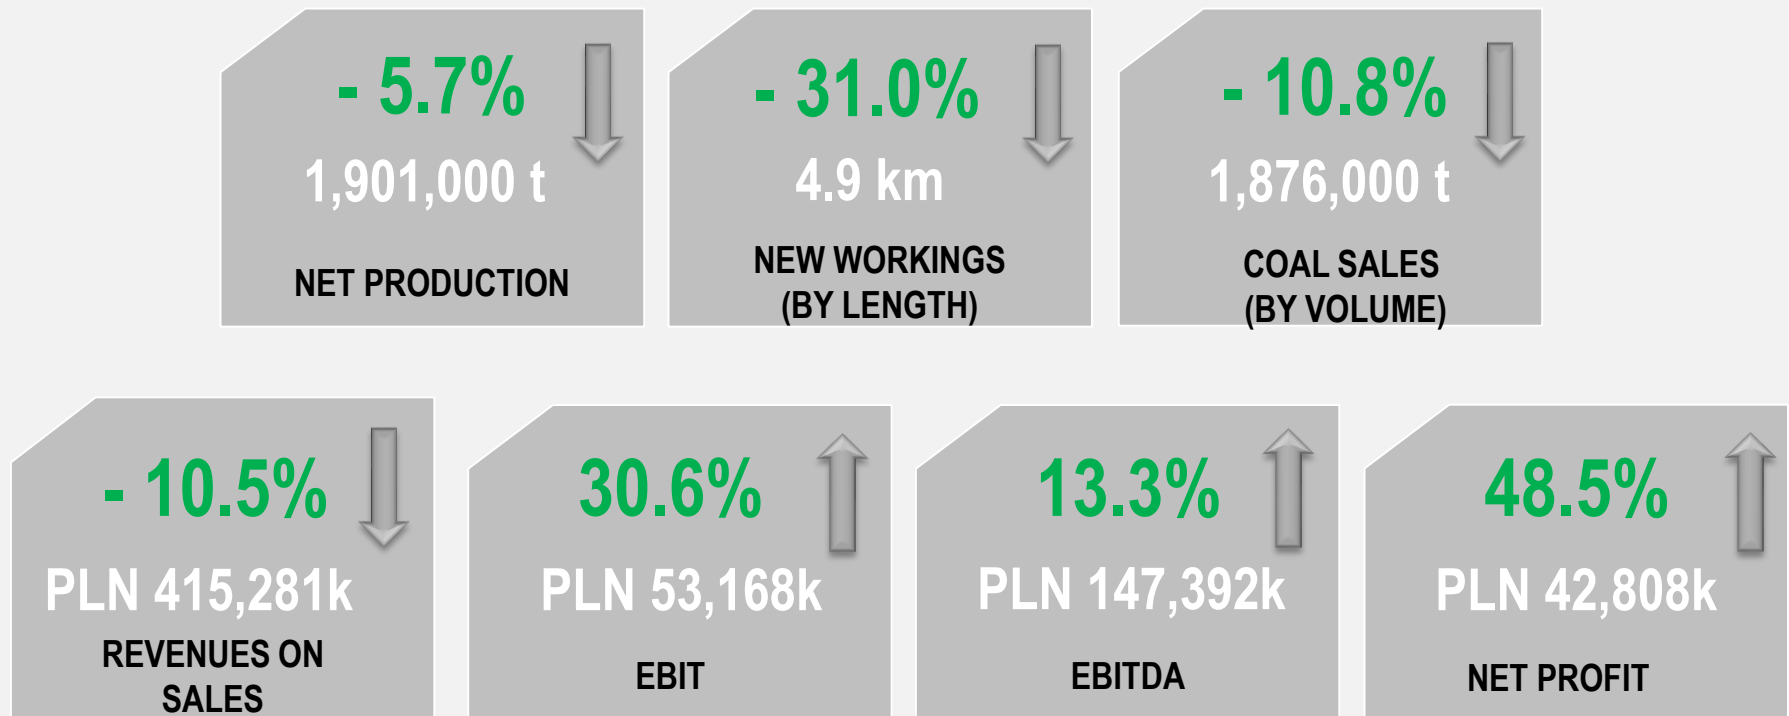 - 5.7%
1,901,000 t
NET PRODUCTION
- 31.0%
4.9 km
NEW WORKINGS
(BY LENGTH)
- 10.8%
1,876,000 t
COAL SALES
(BY VOLUME)
- 10.5%
PLN 415,281k
REVENUES ON
SALES
30.6%
PLN 53,168k
EBIT
13.3%
PLN 147,392k
EBITDA
48.5%
PLN 42,808k
NET PROFIT